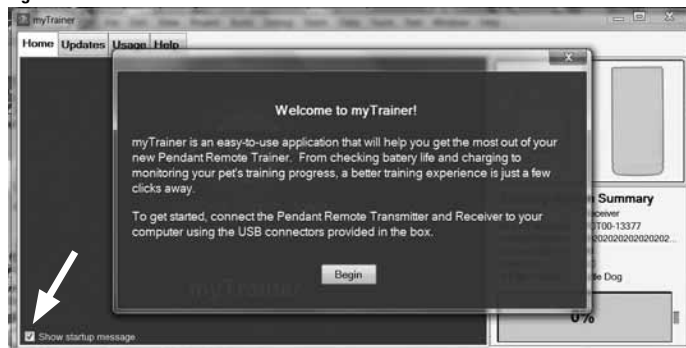 myTrainer
Home Updates Usage Help
x
Welcome to myTrainer!
myTrainer is an easy-to-use application that will help you get the most out of your
new Pendant Remote Trainer. From checking batery life and charging to
monitoring your pet's training progress, a better training experience is just a few
clicks away.
To get started, connect the Pendant Remote Transmitter and Receiver to your
computer using the USB connectors provided in the box.
Begin
myTrainer
Show startup message
Summary
ceiver
T00-13377
020202020202...
le Dog
0%